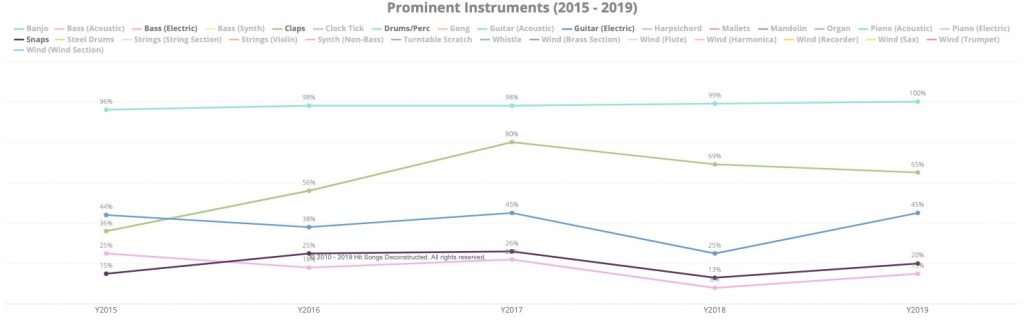 Prominent Instruments (2015 - 2019)
Banjo Bass (Acoustic) Bass (Electric) Bass (Synth) Claps Clock Tick Drums/Perc Gong Guitar (Acoustic) Guitar (Electric) Harpsichord Mallets Mandolin Organ Piano (Acoustic) Piano (Electric)
Snaps Steel Drums Strings (String Section) Strings (Violin) Synth (Non-Bass) Turntable Scratch Whistle Wind (Brass Section) Wind (Flute) Wind (Harmonica) Wind (Recorder) Wind (Sax) Wind (Trumpet)
Wind (Wind Section)
96% 98% 98% 99% 100%
80%
69%
65%
56%
44% 38% 45% 25% 45%
36%
25% 25% 26% 13% 20%
15% 18%
© 2010 - 2019 Hit Songs Deconstructed. All rights reserved.
Y2015 Y2016 Y2017 Y2018 Y2019